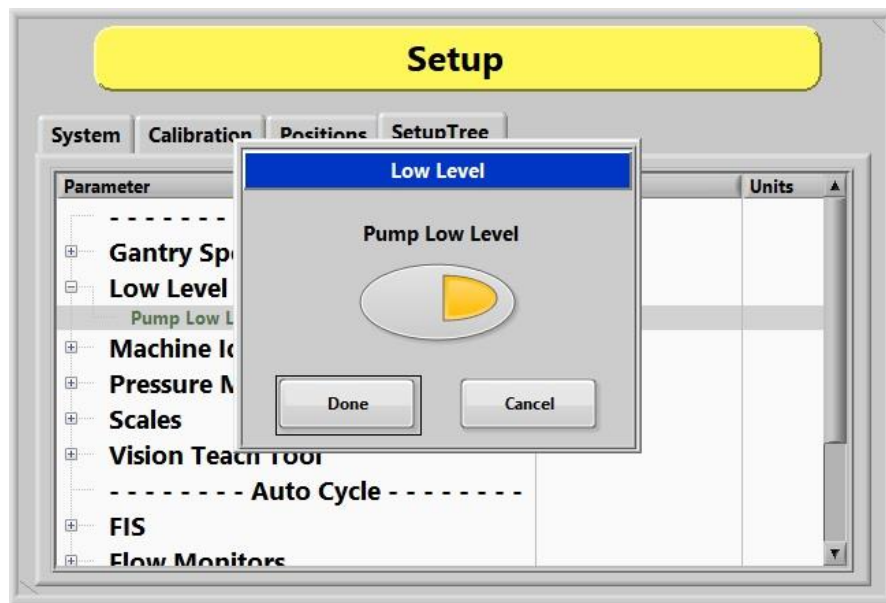 Setup
System Calibration Positions SetupTree
Parameter Units
- - - - - - -
Gantry Sp
Low Level
Pump Low L
Machine Id
Pressure M
Scales
Vision Teach Tool
- - - - - - - - Auto Cycle - - - - - - - -
FIS
Flow Monitors
Low Level
Pump Low Level
Done Cancel